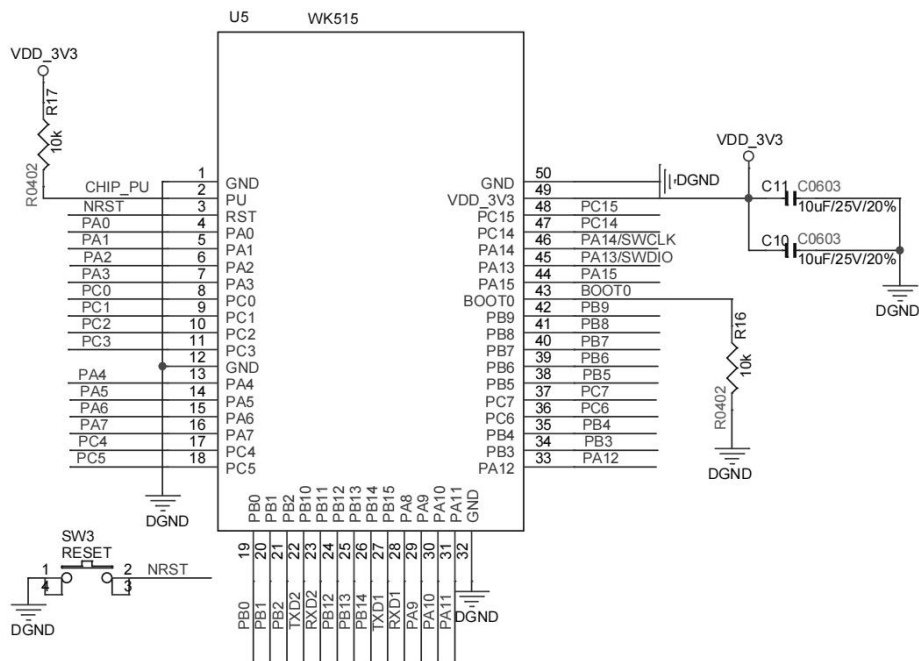 U5 WK515
VDD_3V3
R17
10k
R0402
CHIP_PU
NRST
PA0
PA1
PA2
PA3
PC0
PC1
PC2
PC3
PA4
PA5
PA6
PA7
PC4
PC5
1 GND
2 PU
3 RST
4 PA0
5 PA1
6 PA2
7 PA3
8 PC0
9 PC1
10 PC2
11 PC3
12 GND
13 PA4
14 PA5
15 PA6
16 PA7
17 PC4
18 PC5
DGND
GND 50
VDD_3V3 49
PC15 48 PC15
PC14 47 PC14
PA14 46 PA14/SWCLK
PA13 45 PA13/SWDIO
PA15 44 PA15
BOOT0 43 BOOT0
PB9 42 PB9
PB8 41 PB8
PB7 40 PB7
PB6 39 PB6
PB5 38 PB5
PC7 37 PC7
PC6 36 PC6
PB4 35 PB4
PB3 34 PB3
PA12 33 PA12
DGND
VDD_3V3
C11 C0603
10uF/25V/20%
C10 C0603
10uF/25V/20%
DGND
R16
10k
R0402
DGND
PB0 PB1 PB2 PB10 PB11 PB12 PB13 PB14 PB15 PA8 PA9 PA10 PA11 GND
19 20 21 22 23 24 25 26 27 28 29 30 31 32
PB0 PB1 PB2 TXD2 RXD2 PB12 PB13 PB14 TXD1 RXD1 PA9 PA10 PA11
DGND
SW3
RESET
1 2 NRST
4 3
DGND